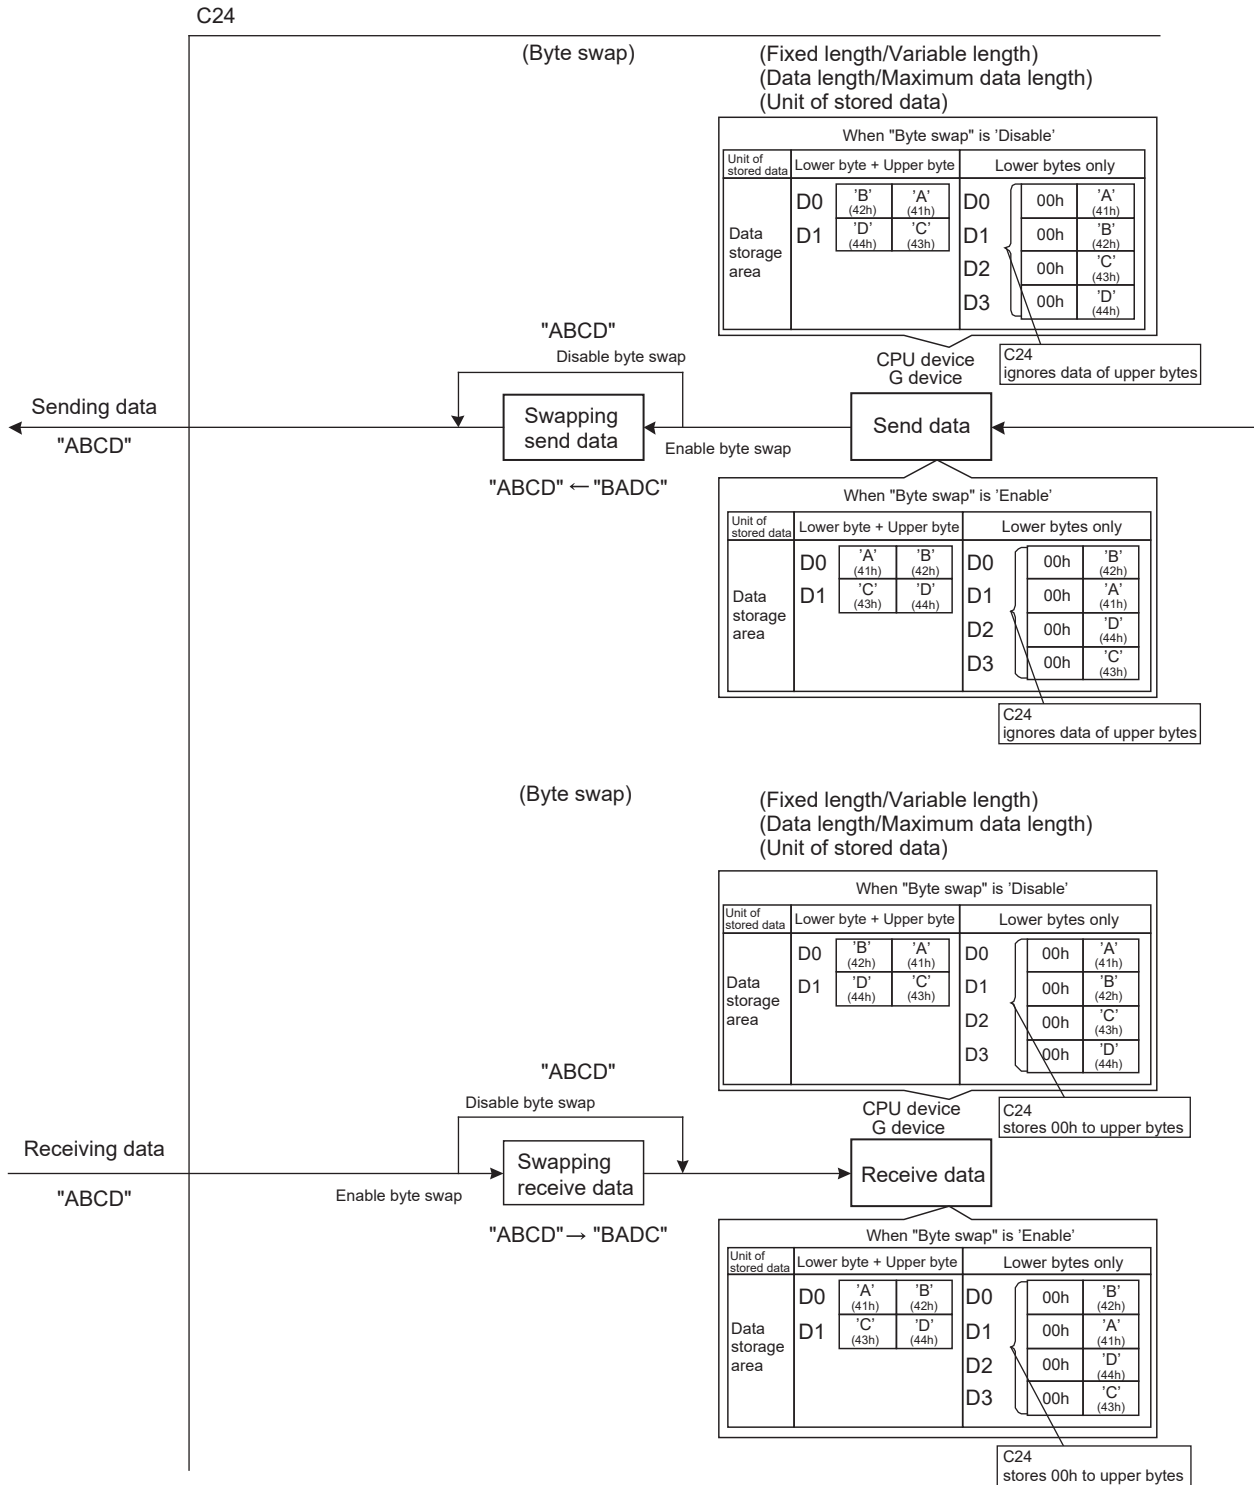 C24
(Byte swap)
(Fixed length/Variable length)
(Data length/Maximum data length)
(Unit of stored data)
When "Byte swap" is 'Disable'
Unit of
stored data
Lower byte + Upper byte
Lower bytes only
Data
storage
area
D0 'B' (42h) 'A' (41h)
D1 'D' (44h) 'C' (43h)
D0 00h 'A' (41h)
D1 00h 'B' (42h)
D2 00h 'C' (43h)
D3 00h 'D' (44h)
C24
ignores data of upper bytes
"ABCD"
Disable byte swap
CPU device
G device
Sending data
"ABCD"
Swapping
send data
Enable byte swap
Send data
"ABCD" ← "BADC"
When "Byte swap" is 'Enable'
Unit of
stored data
Lower byte + Upper byte
Lower bytes only
Data
storage
area
D0 'A' (41h) 'B' (42h)
D1 'C' (43h) 'D' (44h)
D0 00h 'B' (42h)
D1 00h 'A' (41h)
D2 00h 'D' (44h)
D3 00h 'C' (43h)
C24
ignores data of upper bytes
(Byte swap)
(Fixed length/Variable length)
(Data length/Maximum data length)
(Unit of stored data)
When "Byte swap" is 'Disable'
Unit of
stored data
Lower byte + Upper byte
Lower bytes only
Data
storage
area
D0 'B' (42h) 'A' (41h)
D1 'D' (44h) 'C' (43h)
D0 00h 'A' (41h)
D1 00h 'B' (42h)
D2 00h 'C' (43h)
D3 00h 'D' (44h)
C24
stores 00h to upper bytes
"ABCD"
Disable byte swap
CPU device
G device
Receiving data
"ABCD"
Enable byte swap
Swapping
receive data
Receive data
"ABCD" → "BADC"
When "Byte swap" is 'Enable'
Unit of
stored data
Lower byte + Upper byte
Lower bytes only
Data
storage
area
D0 'A' (41h) 'B' (42h)
D1 'C' (43h) 'D' (44h)
D0 00h 'B' (42h)
D1 00h 'A' (41h)
D2 00h 'D' (44h)
D3 00h 'C' (43h)
C24
stores 00h to upper bytes